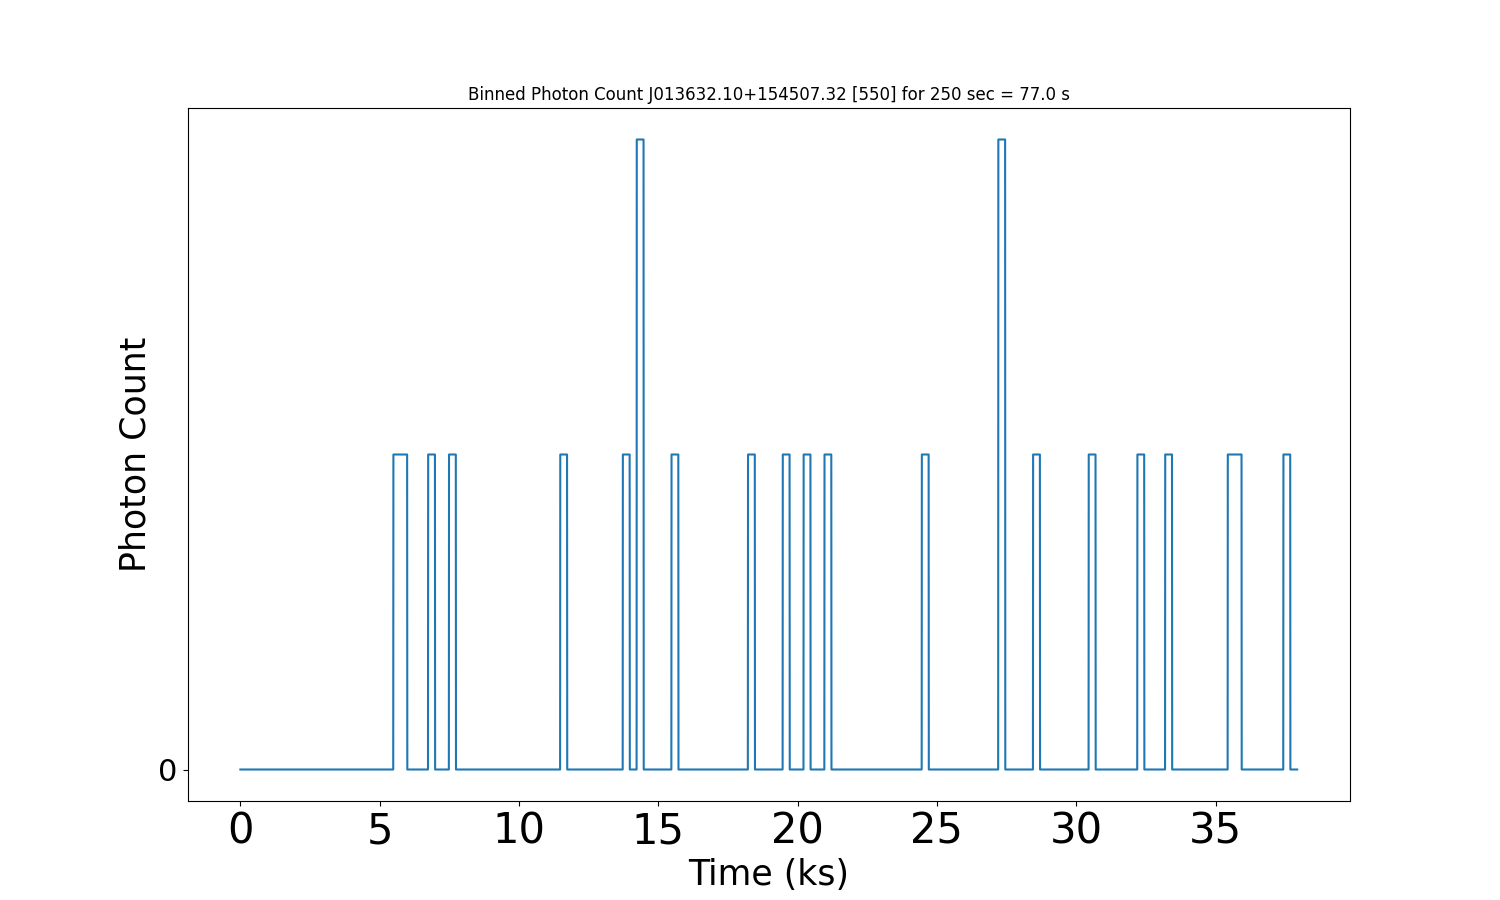 Binned Photon Count J013632.10+154507.32 [550] for 250 sec = 77.0 s
Photon Count
0
0 5 10 15 20 25 30 35
Time (ks)